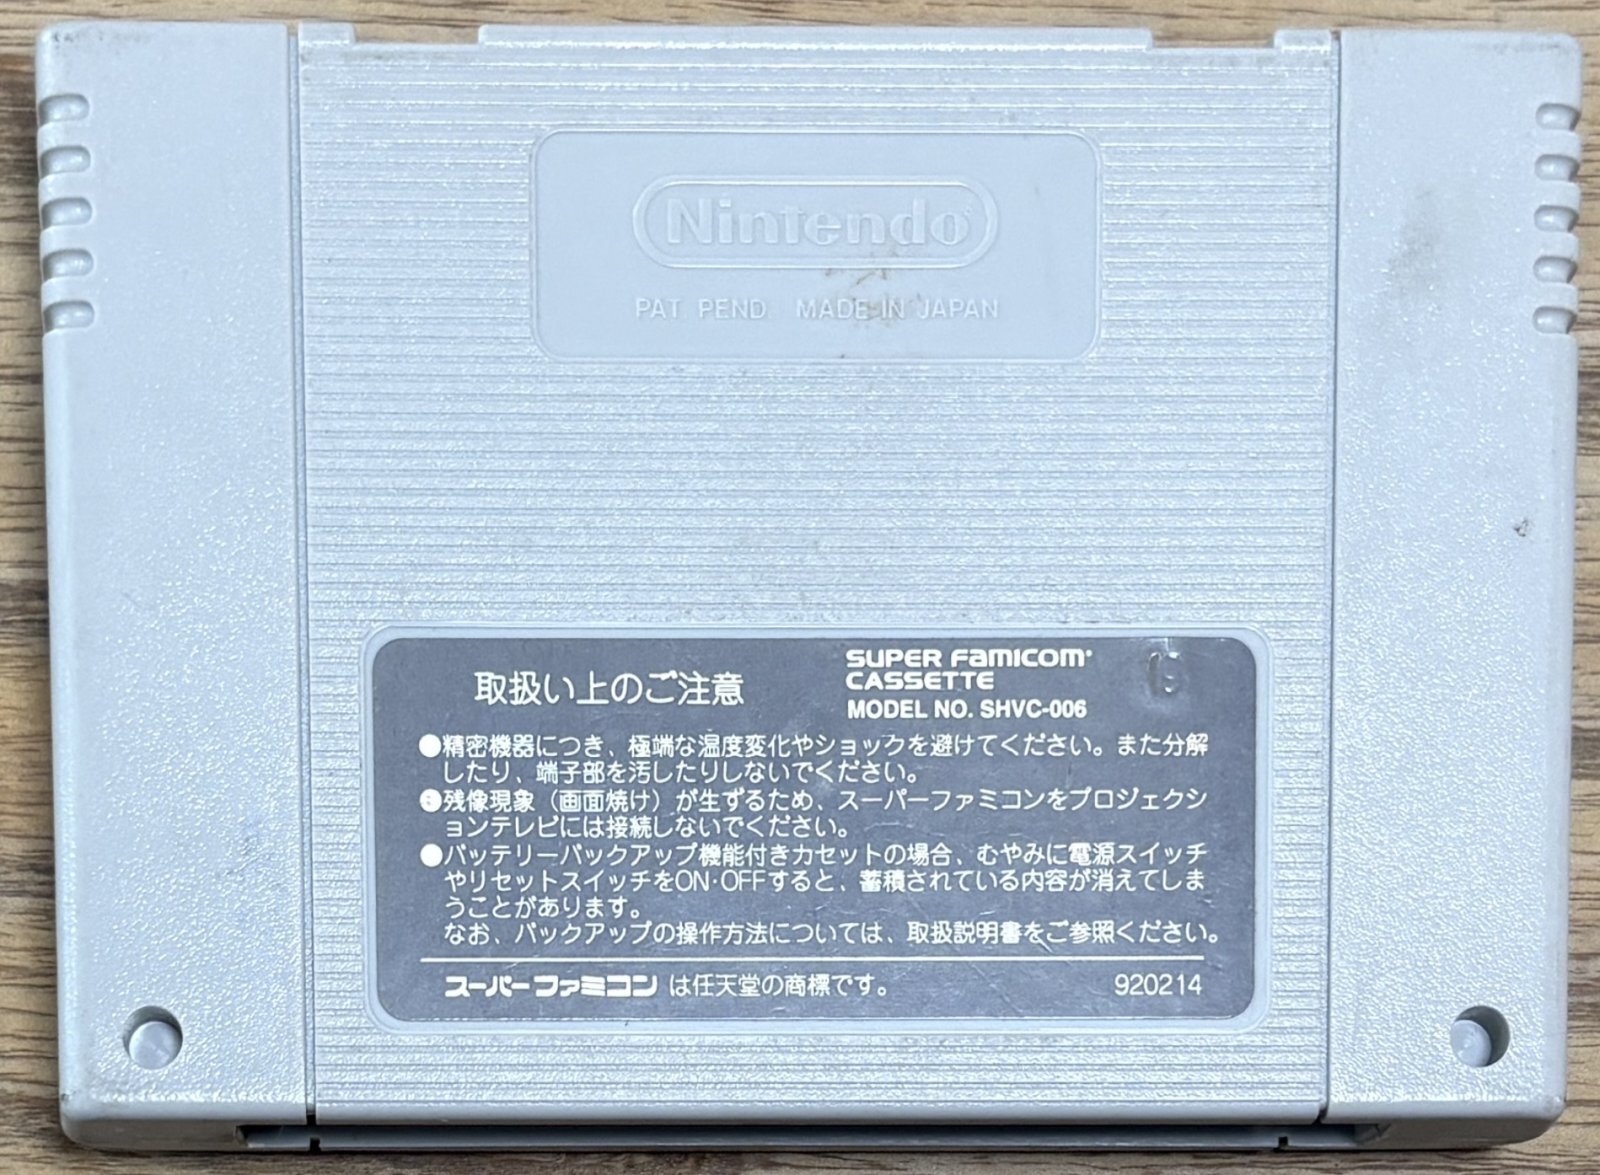 Nintendo
PAT. PEND. MADE IN JAPAN
取扱い上のご注意
SUPER FAMICOM
CASSETTE
MODEL NO. SHVC-006
19
●精密機器につき、極端な温度変化やショックを避けてください。また分解
したり、端子部を汚したりしないでください。
●残像現象（画面焼け）が生ずるため、スーパーファミコンをプロジェクシ
ョンテレビには接続しないでください。
●バッテリーバックアップ機能付きカセットの場合、むやみに電源スイッチ
やリセットスイッチをON・OFFすると、蓄積されている内容が消えてしま
うことがあります。
なお、バックアップの操作方法については、取扱説明書をご参照ください。
スーパーファミコン は任天堂の商標です。
920214